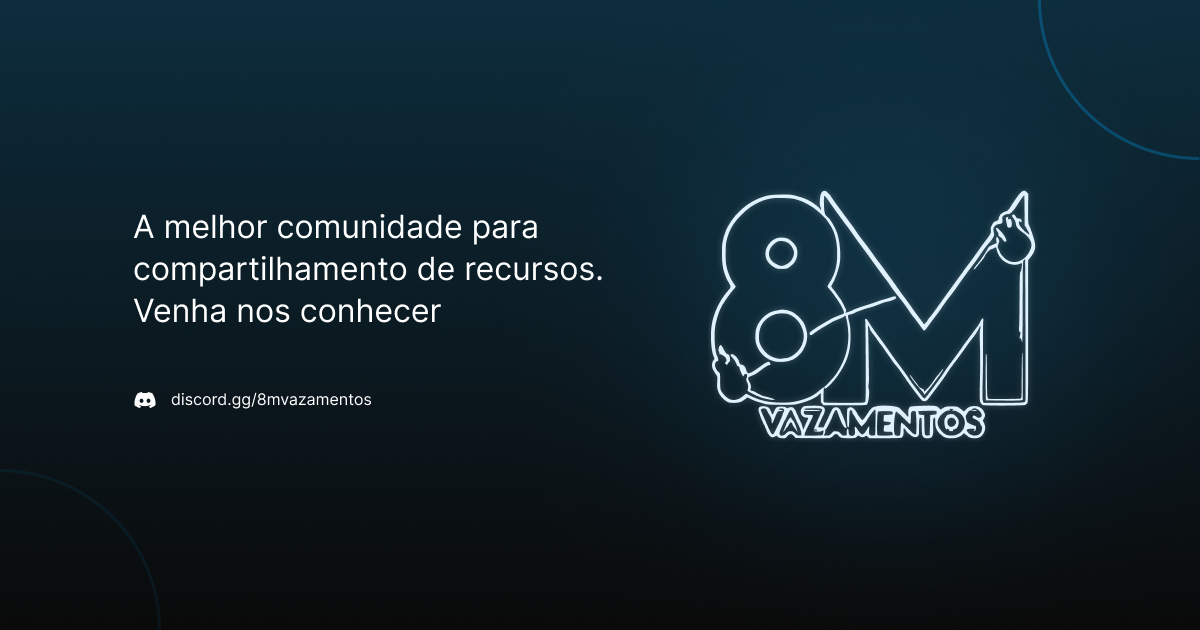 A melhor comunidade para
compartilhamento de recursos.
Venha nos conhecer
discord.gg/8mvazamentos
8M
VAZAMENTOS